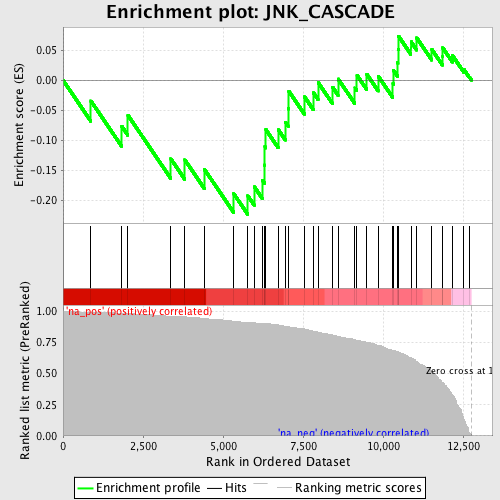 Enrichment plot: JNK_CASCADE
Enrichment score (ES)
0.05
0.00
-0.05
-0.10
-0.15
-0.20
'na_pos' (positively correlated)
Ranked list metric (PreRanked)
1.00
0.75
0.50
0.25
0.00
Zero cross at 1
'na_neg' (negatively correlated)
0
2,500
5,000
7,500
10,000
12,500
Rank in Ordered Dataset
Enrichment profile
Hits
Ranking metric scores